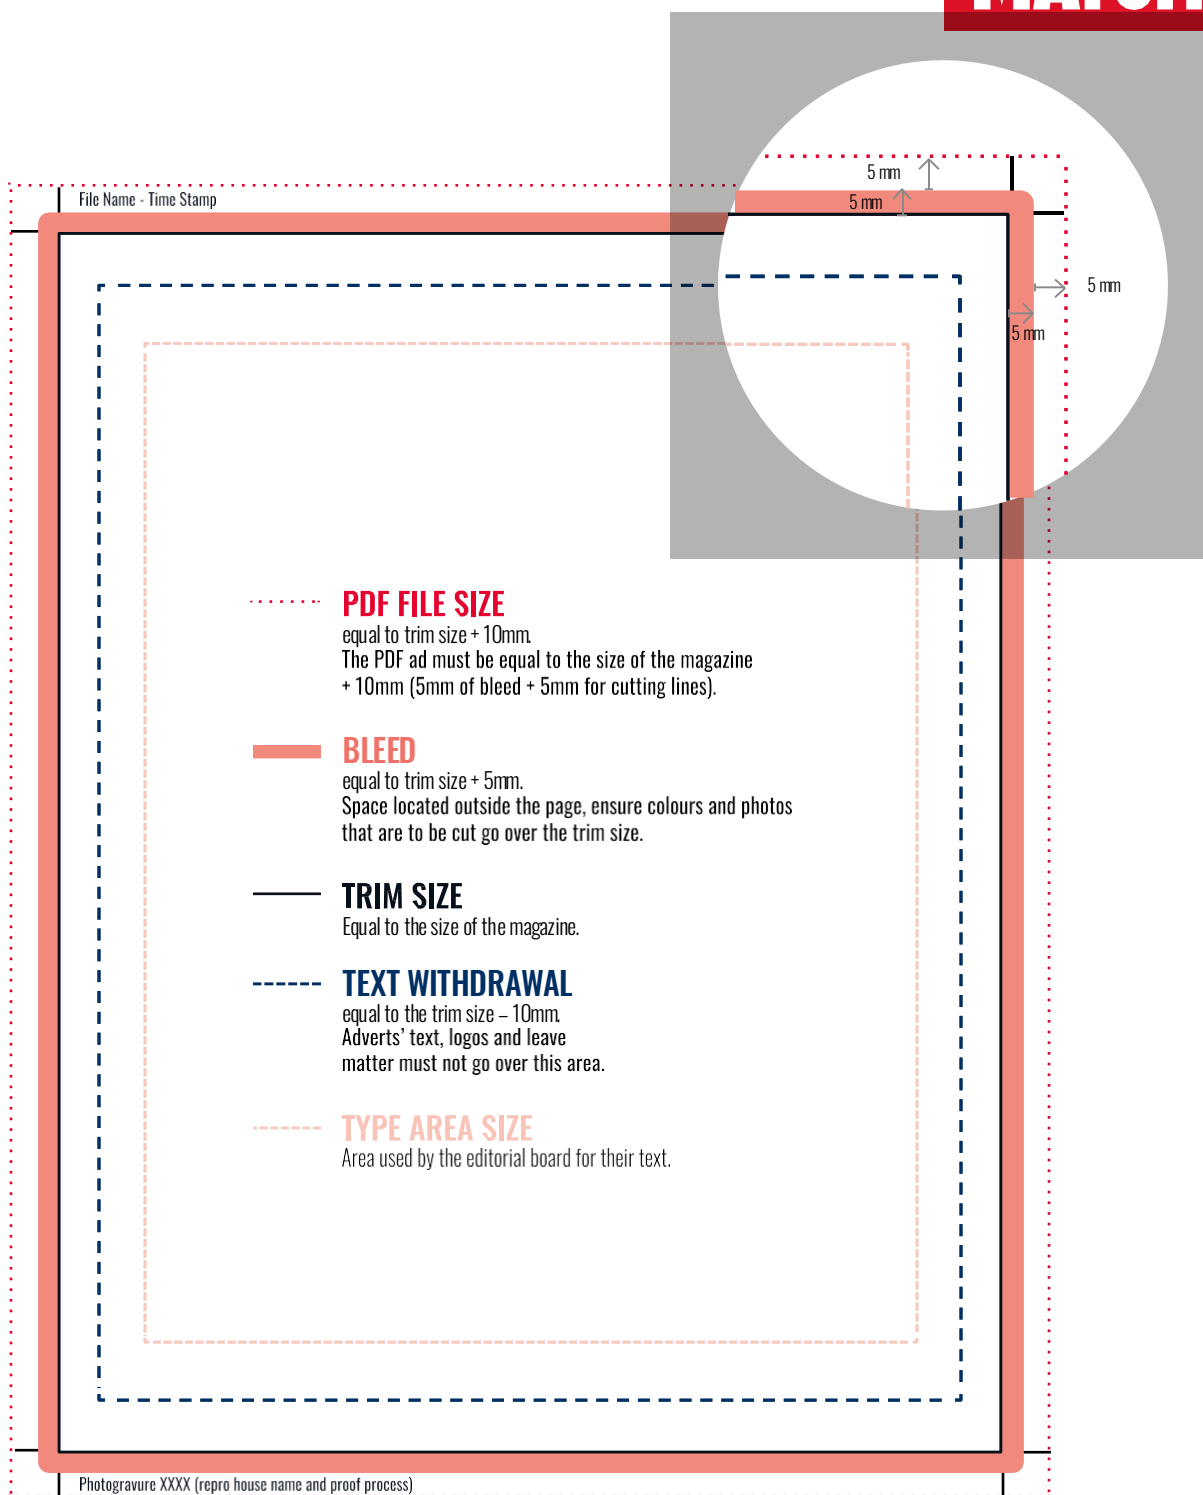 File Name - Time Stamp
5 mm
5 mm
5 mm
5 mm
PDF FILE SIZE
equal to trim size + 10mm.
The PDF ad must be equal to the size of the magazine
+ 10mm (5mm of bleed + 5mm for cutting lines).
BLEED
equal to trim size + 5mm.
Space located outside the page, ensure colours and photos
that are to be cut go over the trim size.
TRIM SIZE
Equal to the size of the magazine.
TEXT WITHDRAWAL
equal to the trim size – 10mm.
Adverts’ text, logos and leave
matter must not go over this area.
TYPE AREA SIZE
Area used by the editorial board for their text.
Photogravure XXXX (repro house name and proof process)